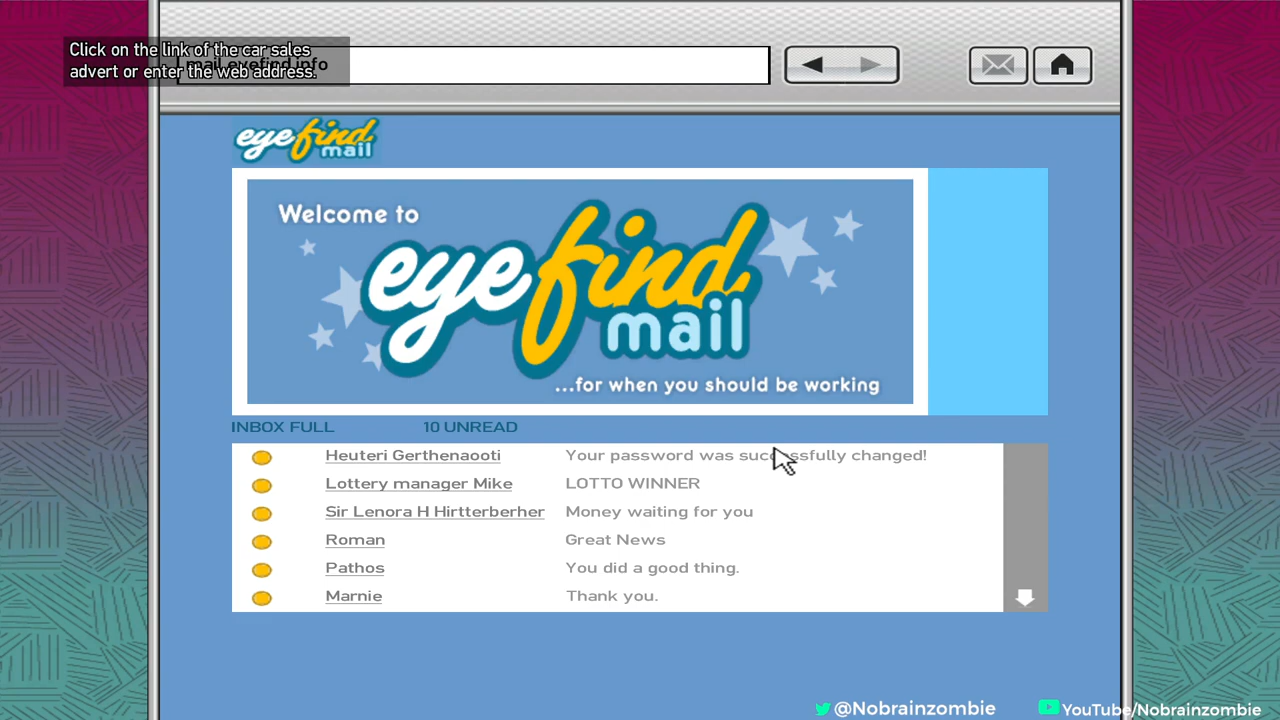 Click on the link of the car sales
advert or enter the web address.
mail.eyefind.info
eyefind mail
Welcome to
eyefind
mail
...for when you should be working
INBOX FULL 10 UNREAD
Heuteri Gerthenaooti Your password was successfully changed!
Lottery manager Mike LOTTO WINNER
Sir Lenora H Hirtterberher Money waiting for you
Roman Great News
Pathos You did a good thing.
Marnie Thank you.
@Nobrainzombie YouTube/Nobrainzombie